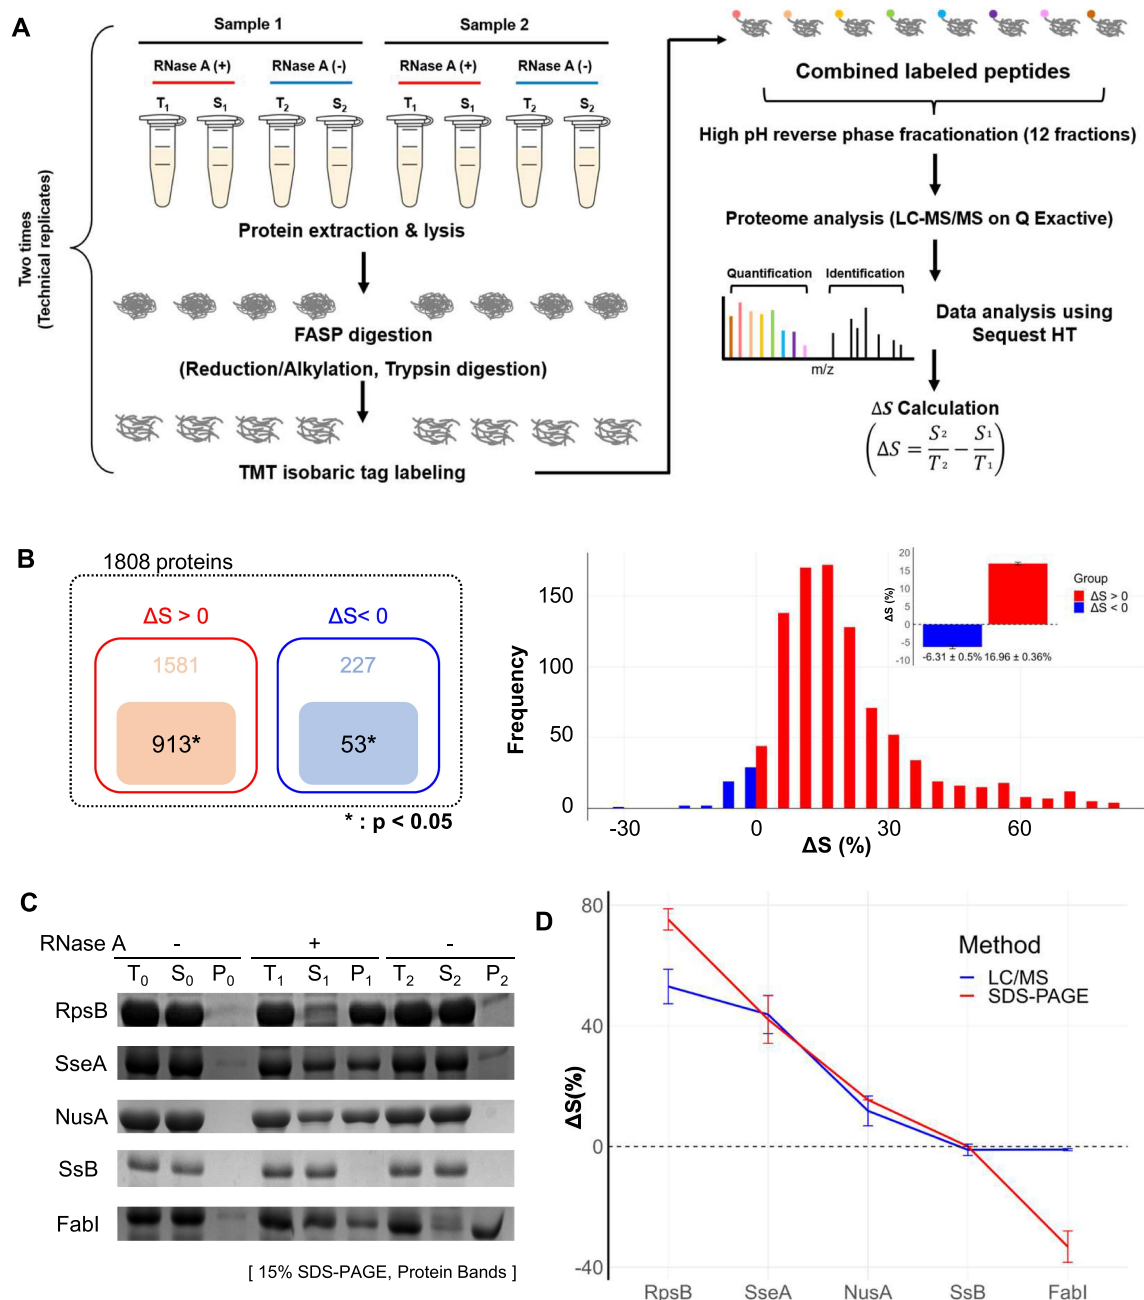 A
Sample 1
Sample 2
RNase A (+)
RNase A (-)
RNase A (+)
RNase A (-)
T1 S1 T2 S2 T1 S1 T2 S2
Two times
(Technical replicates)
Protein extraction & lysis
FASP digestion
(Reduction/Alkylation, Trypsin digestion)
TMT isobaric tag labeling
Combined labeled peptides
High pH reverse phase fracationation (12 fractions)
Proteome analysis (LC-MS/MS on Q Exactive)
Quantification
Identification
m/z
Data analysis using
Sequest HT
ΔS Calculation
(ΔS = S2/T2 − S1/T1)
B
1808 proteins
ΔS > 0
ΔS< 0
1581
227
913*
53*
* : p < 0.05
Frequency
150
100
50
0
-30
0
30
60
ΔS (%)
ΔS (%)
20
15
10
5
0
-5
-10
-6.31 ± 0.5%
16.96 ± 0.36%
Group
ΔS > 0
ΔS < 0
C
RNase A - + -
T0 S0 P0 T1 S1 P1 T2 S2 P2
RpsB
SseA
NusA
SsB
FabI
[ 15% SDS-PAGE, Protein Bands ]
D
ΔS(%)
80
40
0
-40
Method
LC/MS
SDS-PAGE
RpsB
SseA
NusA
SsB
FabI